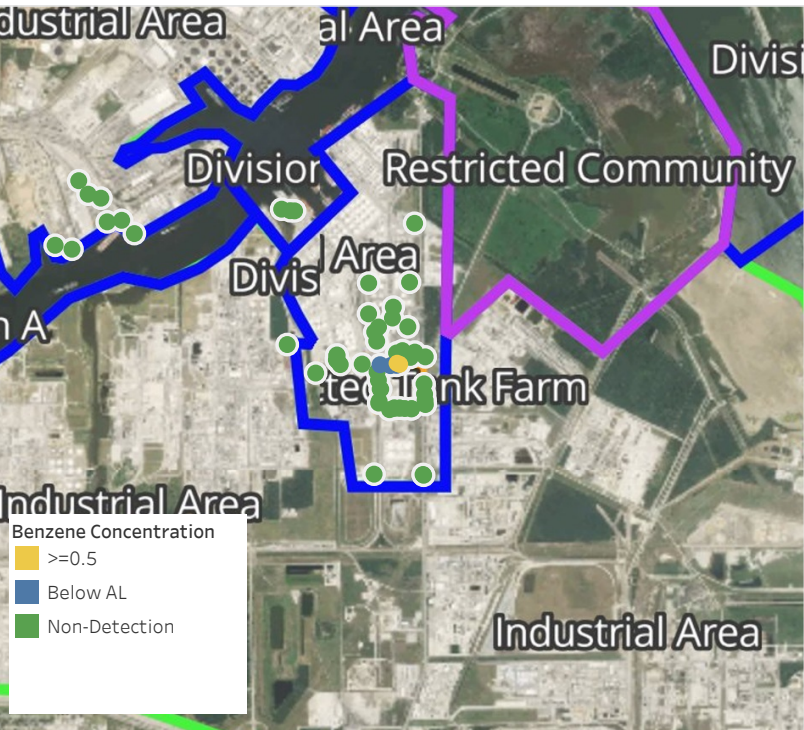 dustrial Area
al Area
Divisi
Division
Restricted Community
Area
Divis
n A
Tank Farm
Industrial Area
Benzene Concentration
>=0.5
Below AL
Non-Detection
Industrial Area